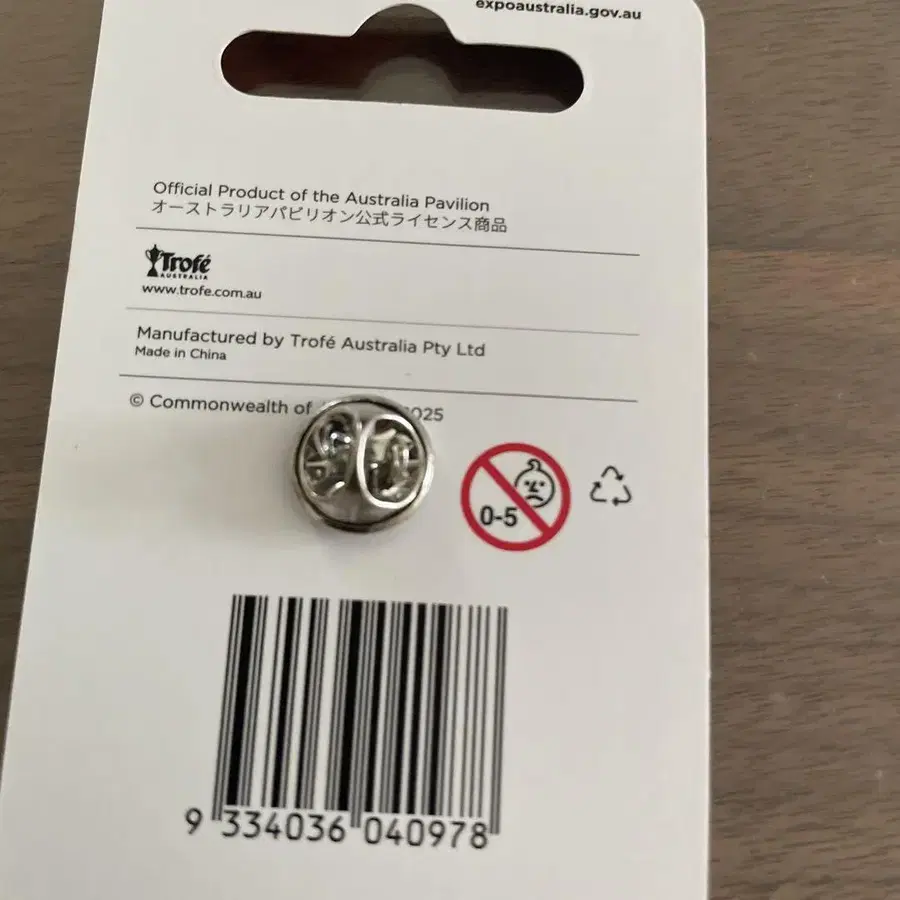 expoaustralia.gov.au
Official Product of the Australia Pavilion
オーストラリアパビリオン公式ライセンス商品
Trofé
AUSTRALIA
www.trofe.com.au
Manufactured by Trofé Australia Pty Ltd
Made in China
© Commonwealth of 2025
0-5
9 334036 040978